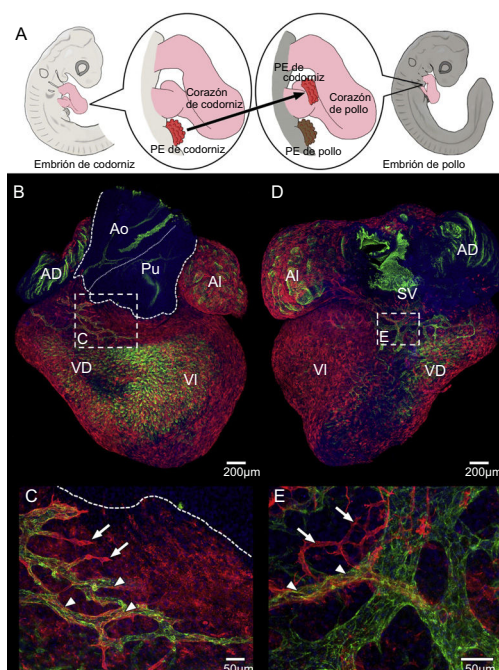 A
Embrión de codorniz
Corazón
de codorniz
PE de codorniz
PE de
codorniz
Corazón
de pollo
PE de pollo
Embrión de pollo
B
Ao
Pu
AD
AI
C
VD
VI
200µm
D
AI
AD
SV
E
VI
VD
200µm
C
50µm
E
50µm